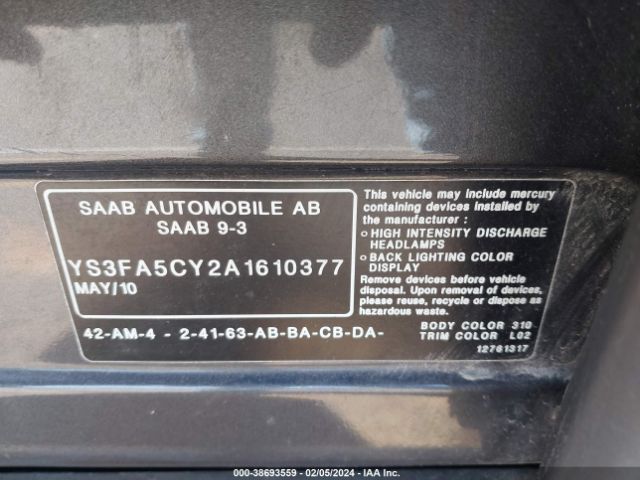 SAAB AUTOMOBILE AB
SAAB 9-3
YS3FA5CY2A1610377
MAY/10
42-AM-4 - 2-41-63-AB-BA-CB-DA-
This vehicle may include mercury
containing devices installed by
the manufacturer :
○ HIGH INTENSITY DISCHARGE
HEADLAMPS
○ BACK LIGHTING COLOR
DISPLAY
Remove devices before vehicle
disposal. Upon removal of devices,
please reuse, recycle or dispose as
hazardous waste.
BODY COLOR 310
TRIM COLOR L02
12761317
00-38693559 - 02/05/2024 - IAA Inc.